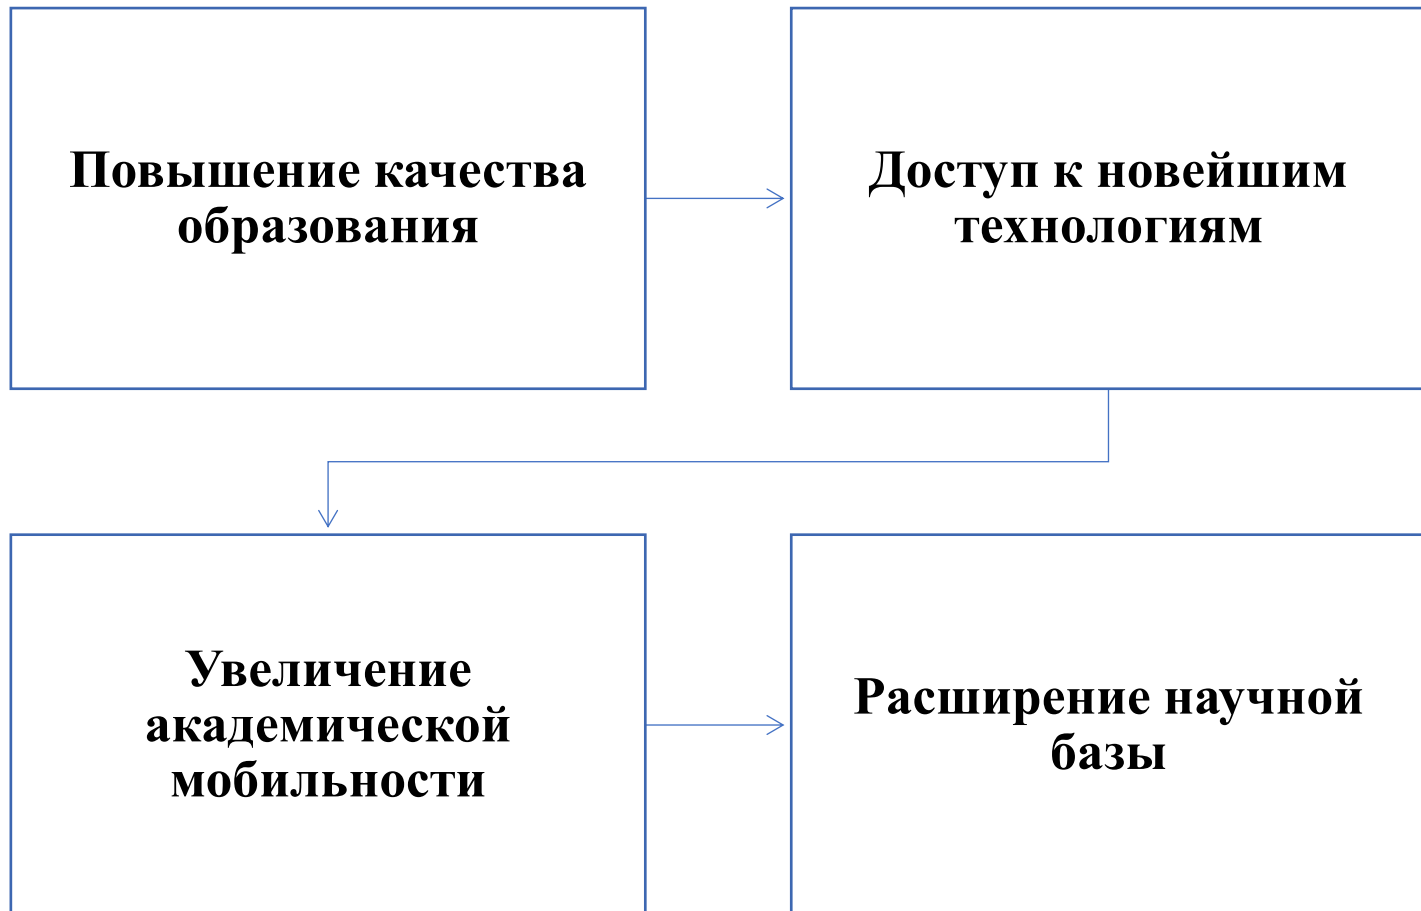 Повышение качества
образования
Доступ к новейшим
технологиям
Увеличение
академической
мобильности
Расширение научной
базы